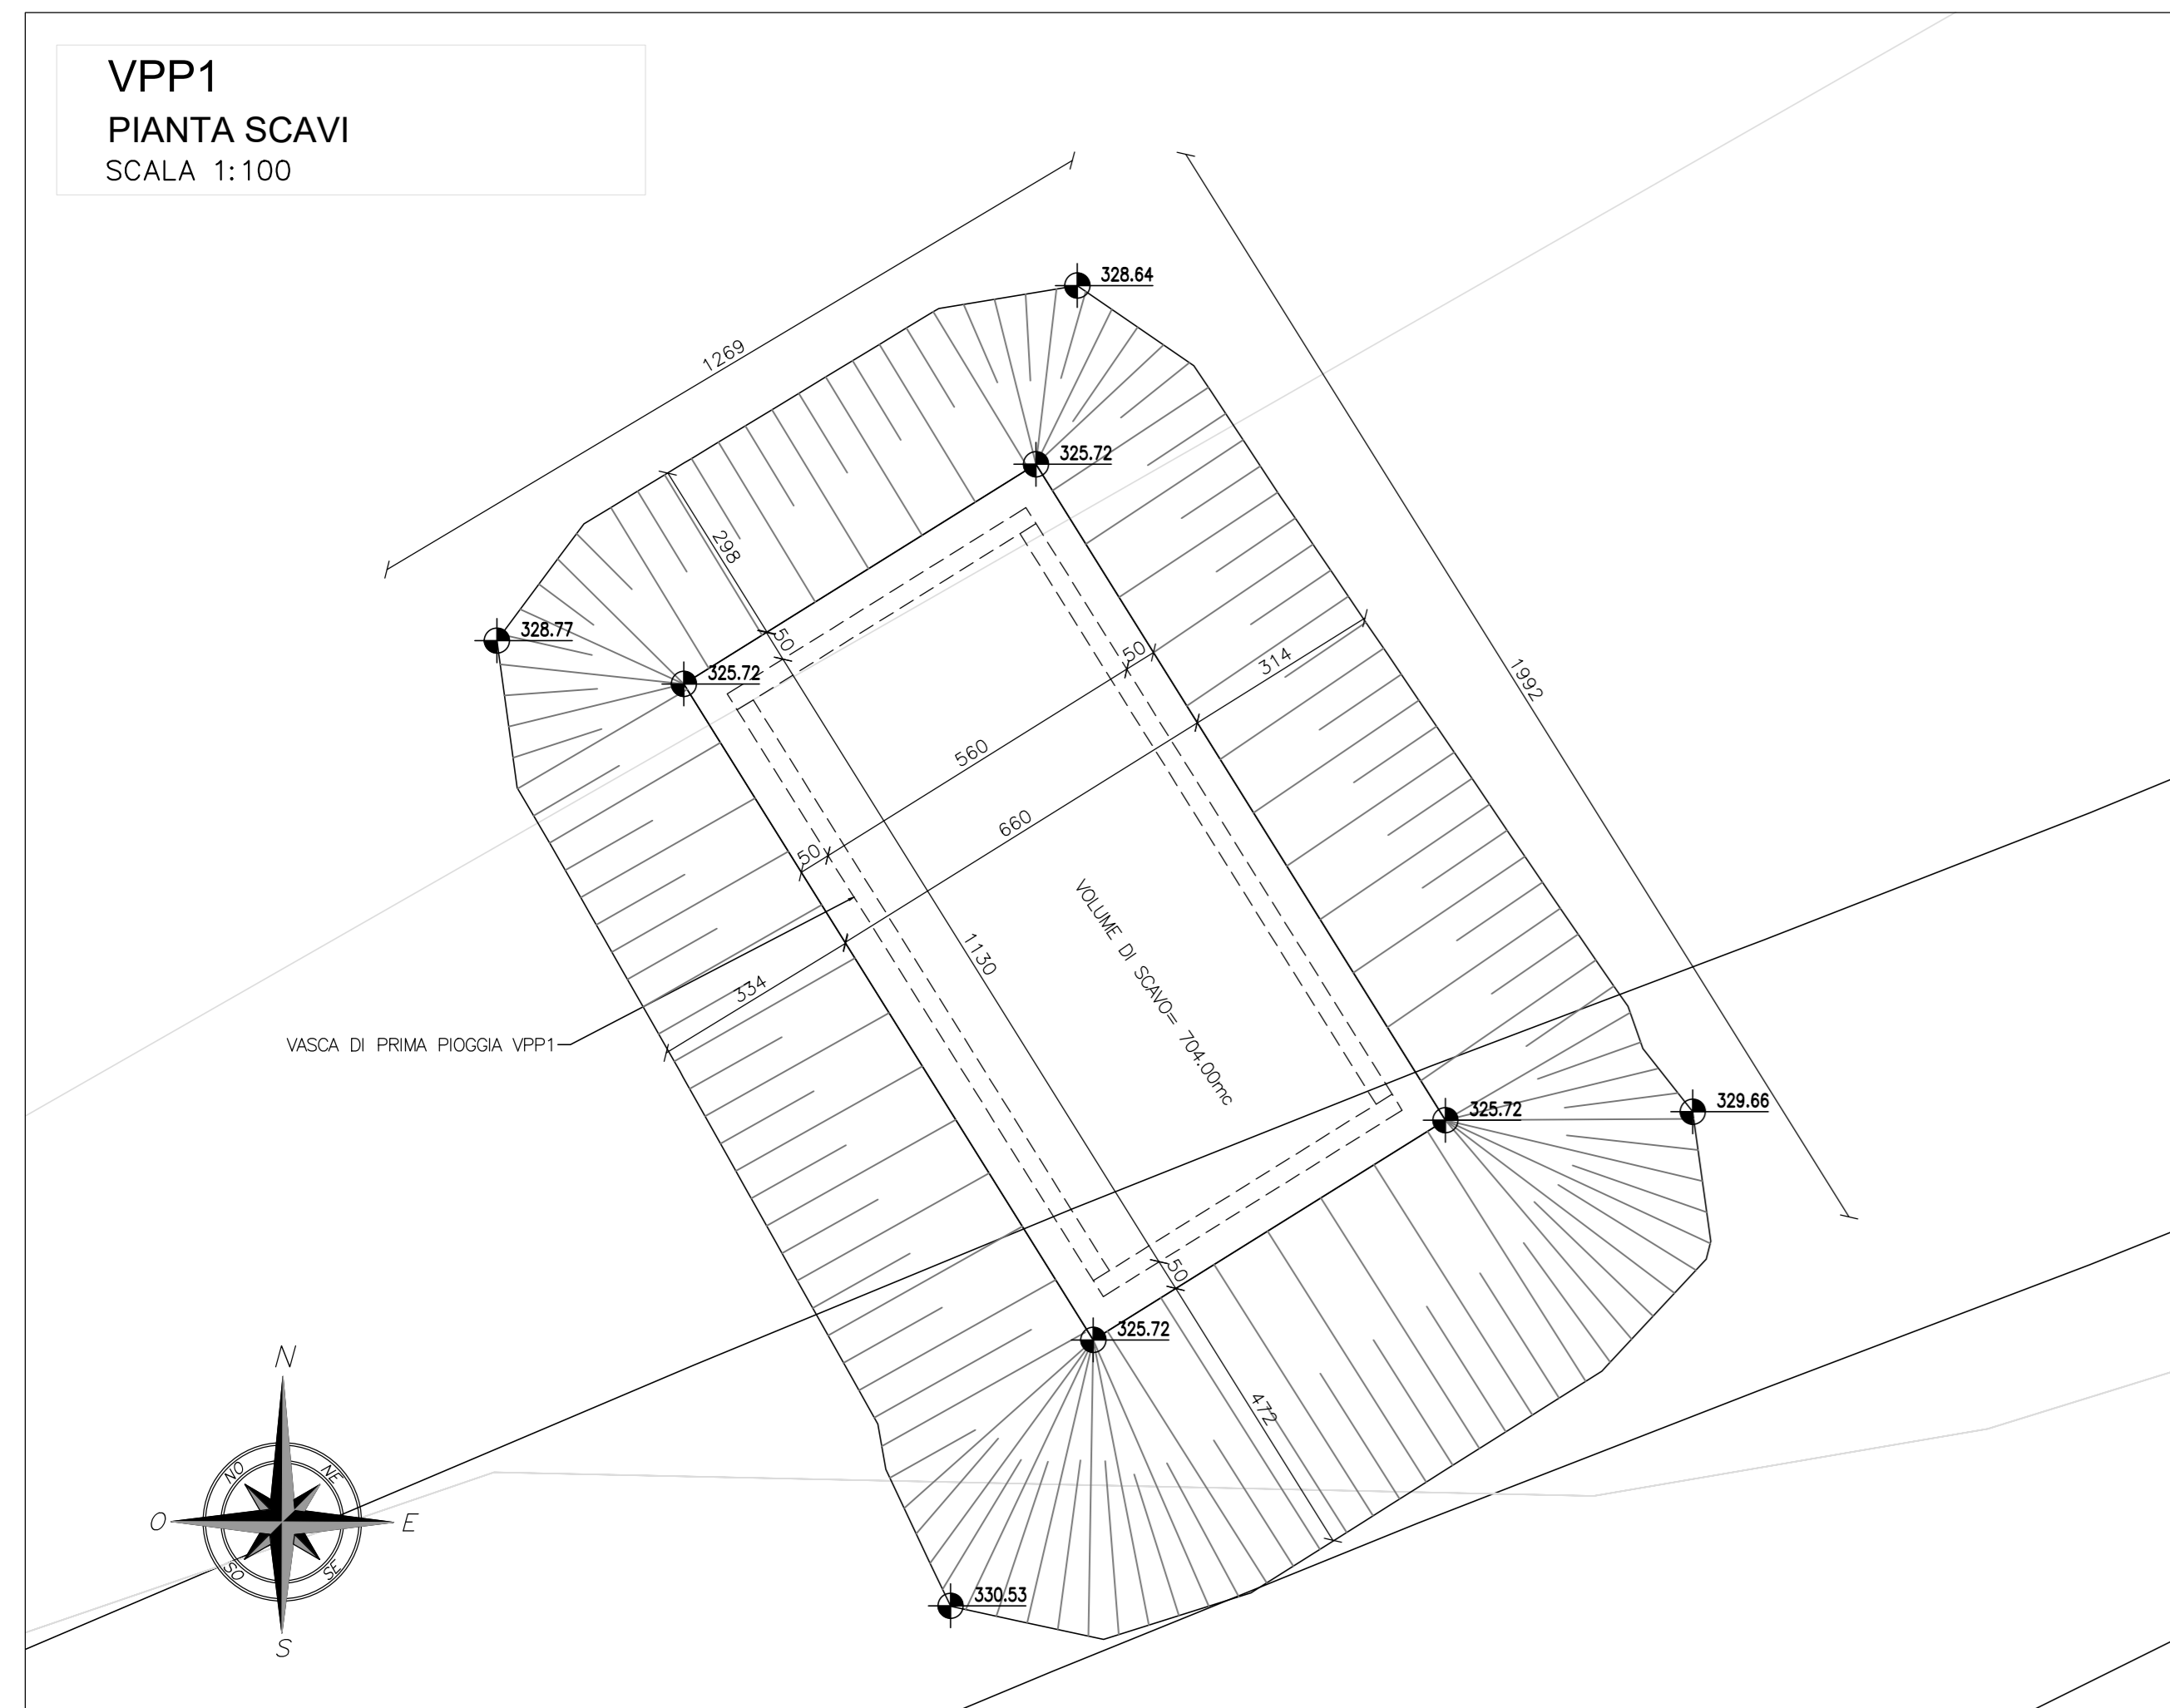 VPP1
PIANTA SCAVI
SCALA 1:100
328.64
1269
325.72
298
328.77
50
50
325.72
314
1992
560
660
50
VOLUME DI SCAVO= 704.00mc
1130
334
VASCA DI PRIMA PIOGGIA VPP1
329.66
325.72
50
325.72
472
330.53
N
NO
NE
O
E
SO
SE
S